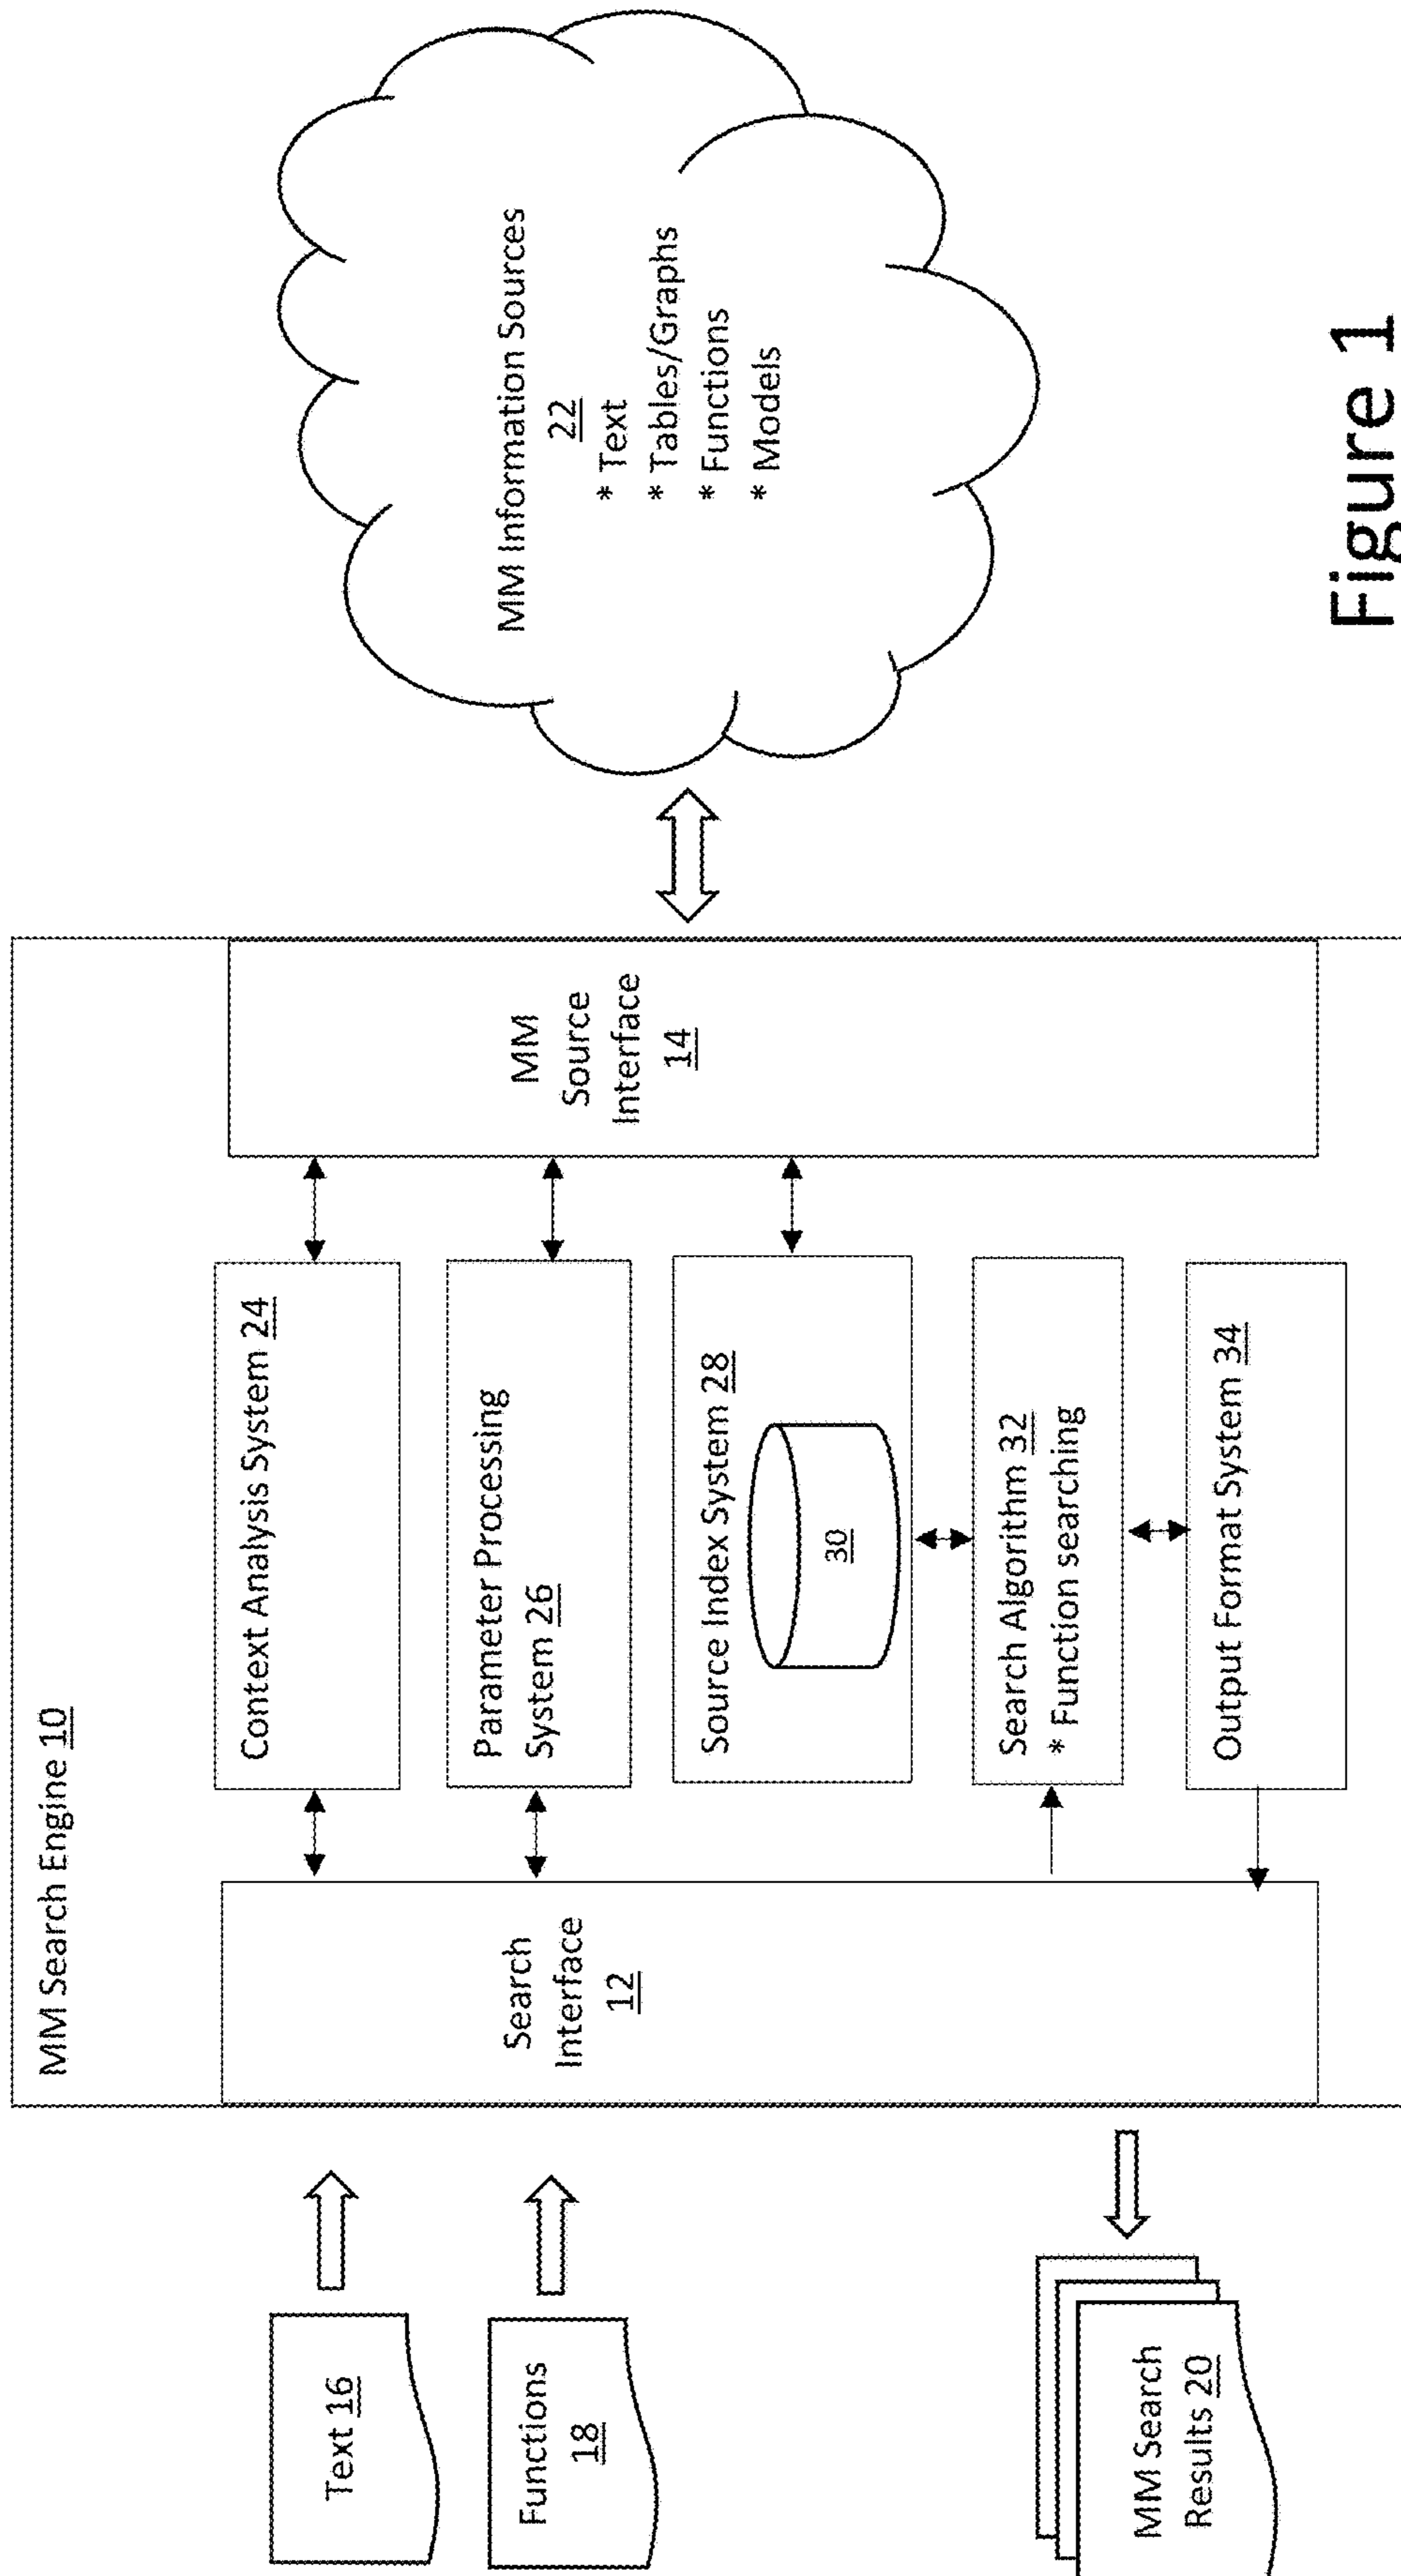 MM Search Engine 10
Text 16
Functions
18
MM Search
Results 20
Search
Interface
12
Context Analysis System 24
Parameter Processing
System 26
Source Index System 28
30
Search Algorithm 32
* Function searching
Output Format System 34
MM
Source
Interface
14
MM Information Sources
22
* Text
* Tables/Graphs
* Functions
* Models
Figure 1